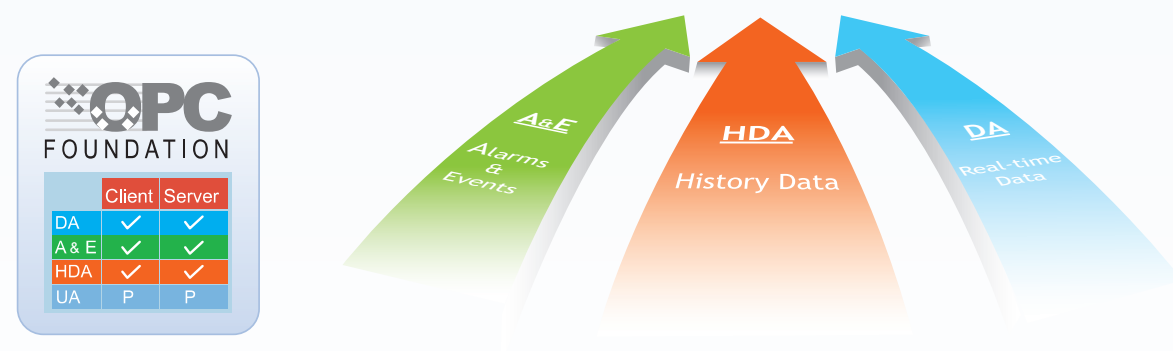 OPC
FOUNDATION
Client Server
DA ✓ ✓
A & E ✓ ✓
HDA ✓ ✓
UA P P
A&E
Alarms
&
Events
HDA
History Data
DA
Real-time
Data